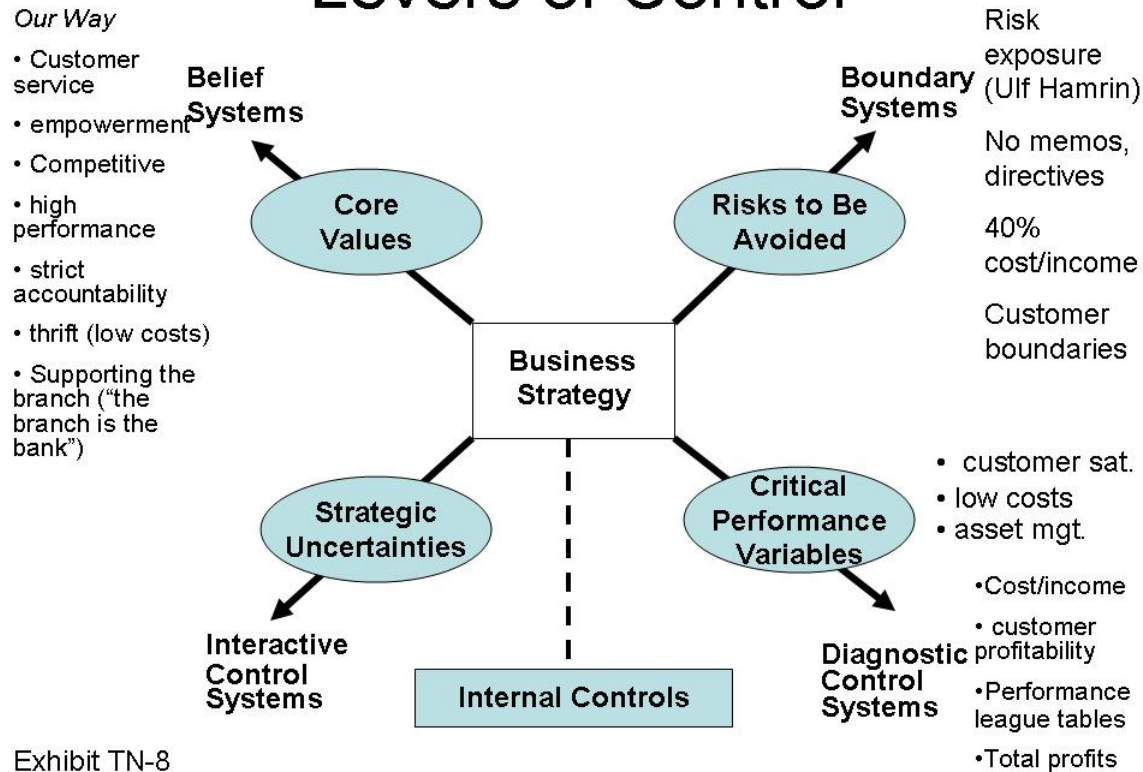 Levers of Control
Our Way
• Customer
service
• empowerment
• Competitive
• high
performance
• strict
accountability
• thrift (low costs)
• Supporting the
branch (“the
branch is the
bank”)
Belief
Systems
Core
Values
Boundary
Systems
Risks to Be
Avoided
Risk
exposure
(Ulf Hamrin)
No memos,
directives
40%
cost/income
Customer
boundaries
Business
Strategy
Strategic
Uncertainties
Interactive
Control
Systems
Critical
Performance
Variables
• customer sat.
• low costs
• asset mgt.
Internal Controls
Diagnostic
Control
Systems
•Cost/income
• customer
profitability
•Performance
league tables
•Total profits
Exhibit TN-8